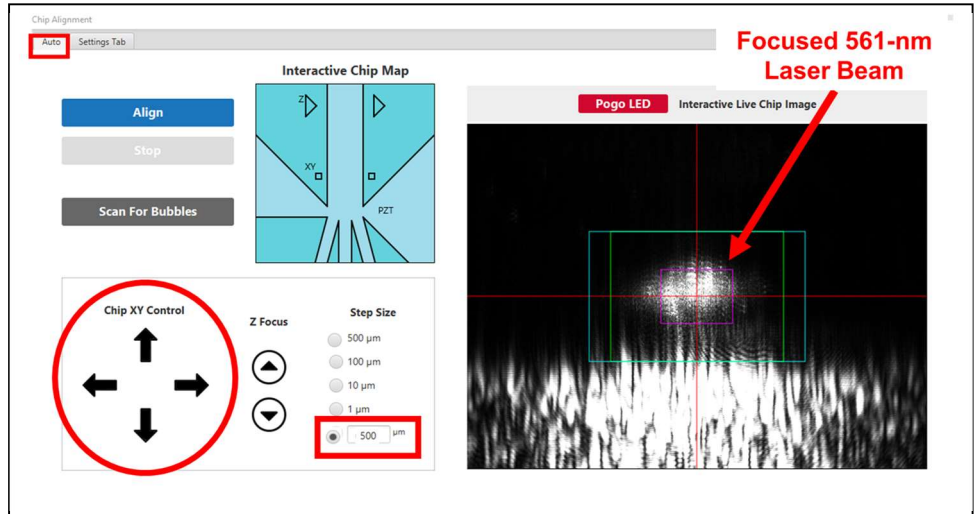 Chip Alignment
Auto
Settings Tab
Focused 561-nm
Laser Beam
Interactive Chip Map
Align
Stop
Scan For Bubbles
Z
XY
PZT
Pogo LED
Interactive Live Chip Image
Chip XY Control
Z Focus
Step Size
500 µm
100 µm
10 µm
1 µm
500 µm